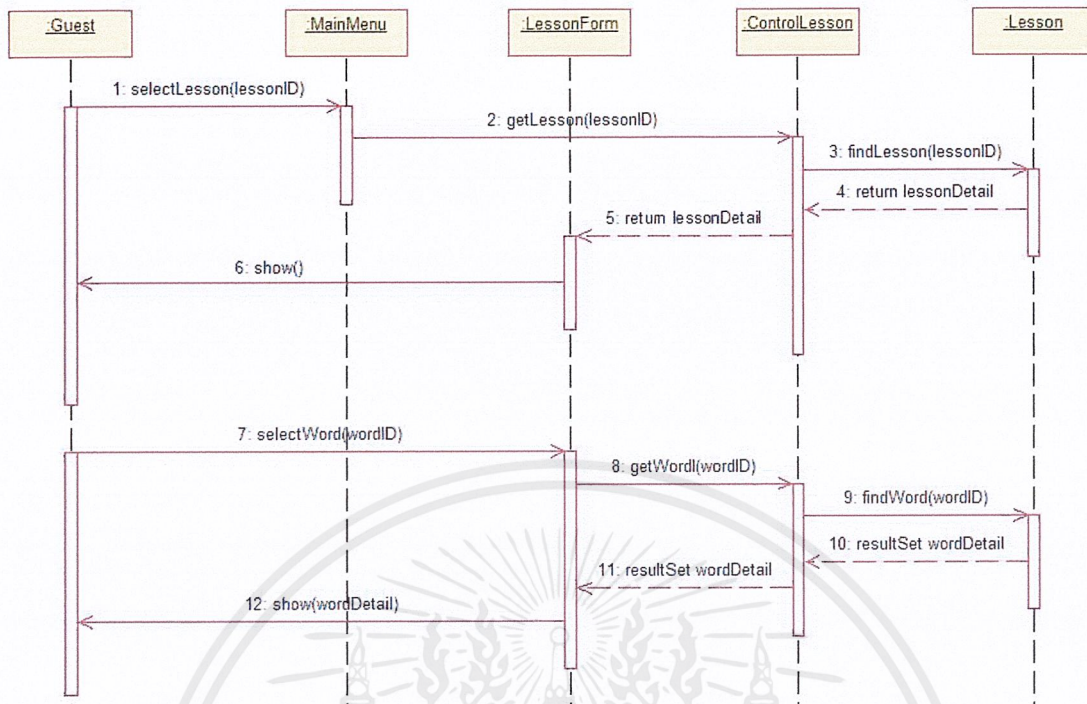 :Guest
:MainMenu
:LessonForm
:ControlLesson
:Lesson
1: selectLesson(lessonID)
2: getLesson(lessonID)
3: findLesson(lessonID)
4: return lessonDetail
5: return lessonDetail
6: show()
7: selectWord(wordID)
8: getWordl(wordID)
9: findWord(wordID)
10: resultSet wordDetail
11: resultSet wordDetail
12: show(wordDetail)